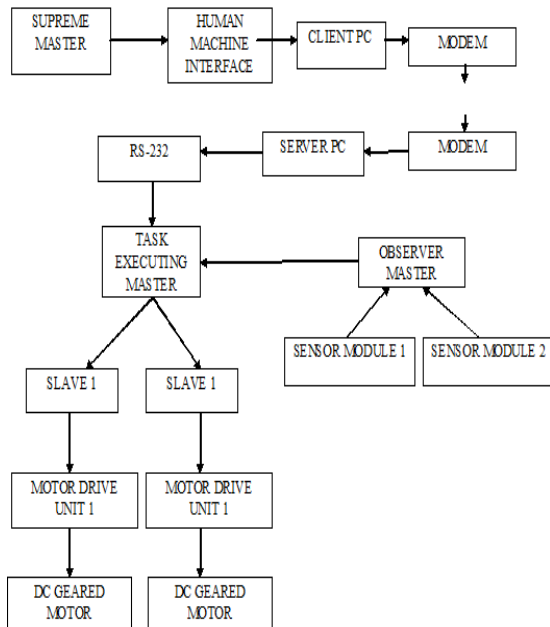 SUPREME
MASTER
HUMAN
MACHINE
INTERFACE
CLIENT PC
MODEM
RS-232
SERVER PC
MODEM
TASK
EXECUTING
MASTER
OBSERVER
MASTER
SENSOR MODULE 1
SENSOR MODULE 2
SLAVE 1
SLAVE 1
MOTOR DRIVE
UNIT 1
MOTOR DRIVE
UNIT 1
DC GEARED
MOTOR
DC GEARED
MOTOR